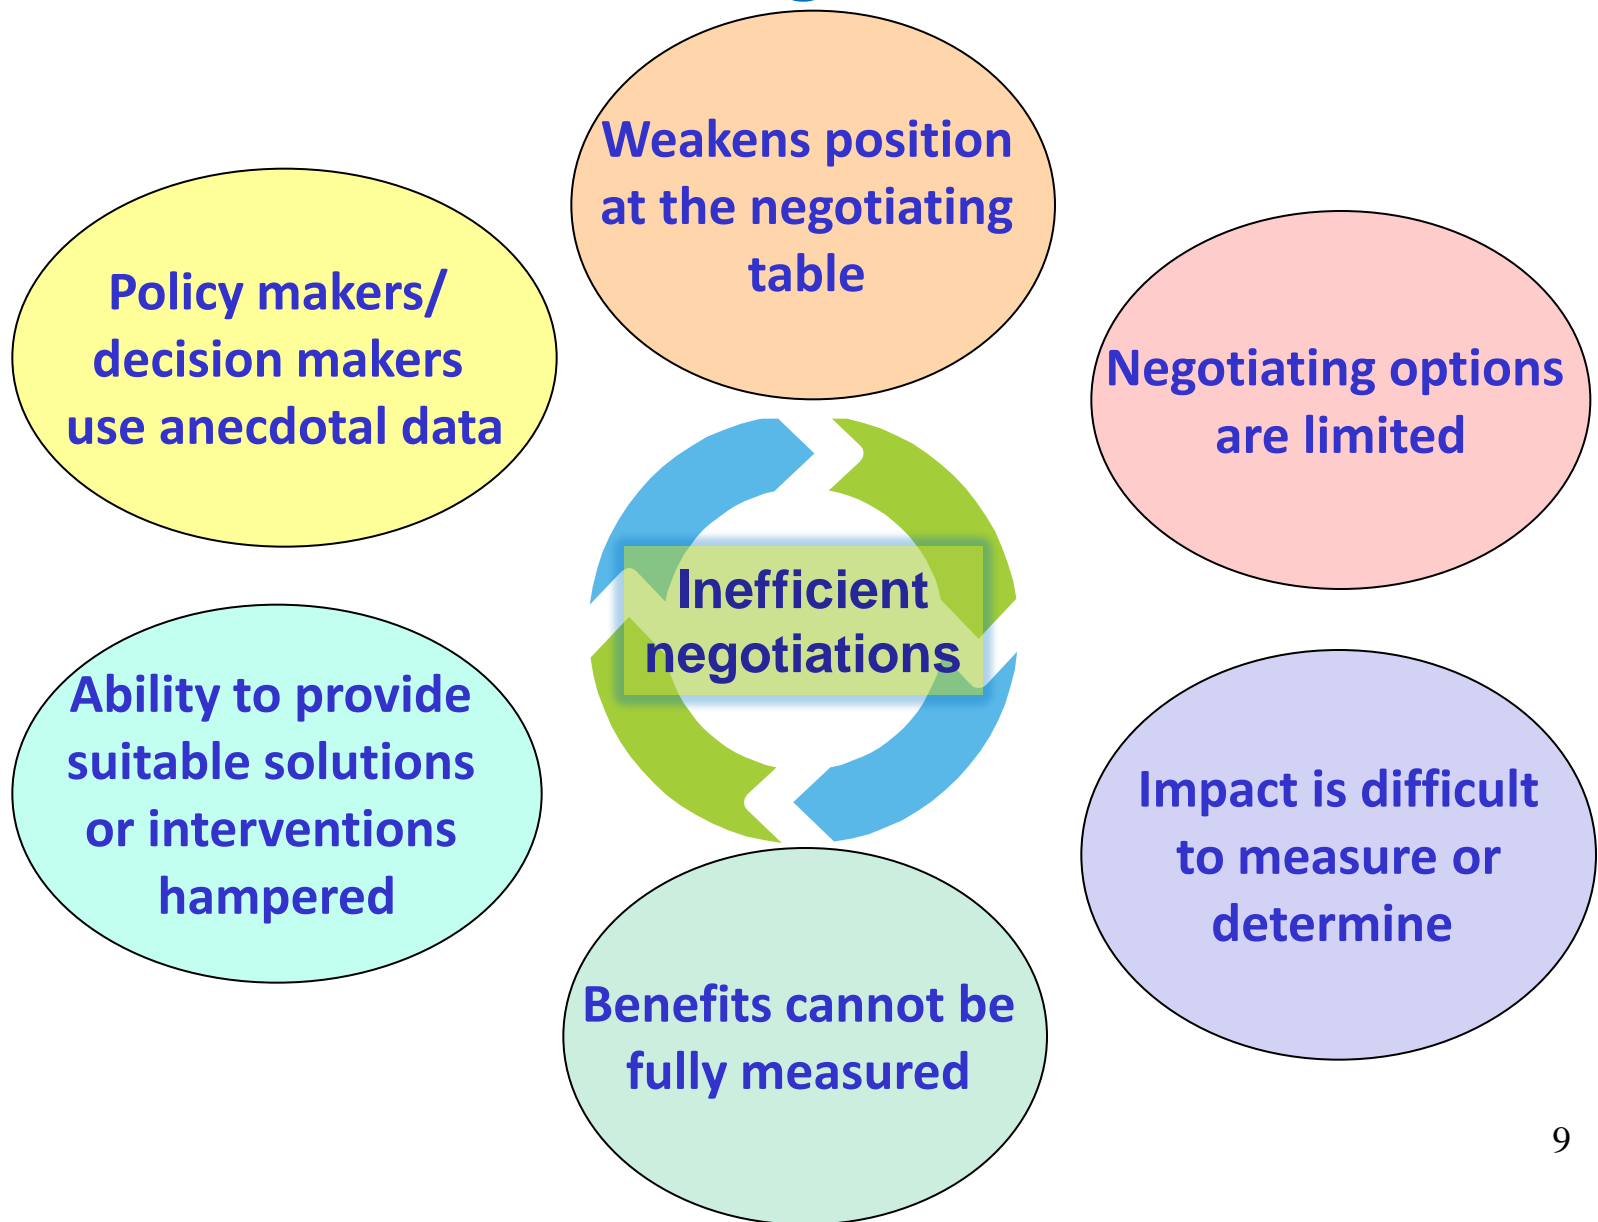 Weakens position
at the negotiating
table
Policy makers/
decision makers
use anecdotal data
Negotiating options
are limited
Inefficient
negotiations
Ability to provide
suitable solutions
or interventions
hampered
Impact is difficult
to measure or
determine
Benefits cannot be
fully measured
9